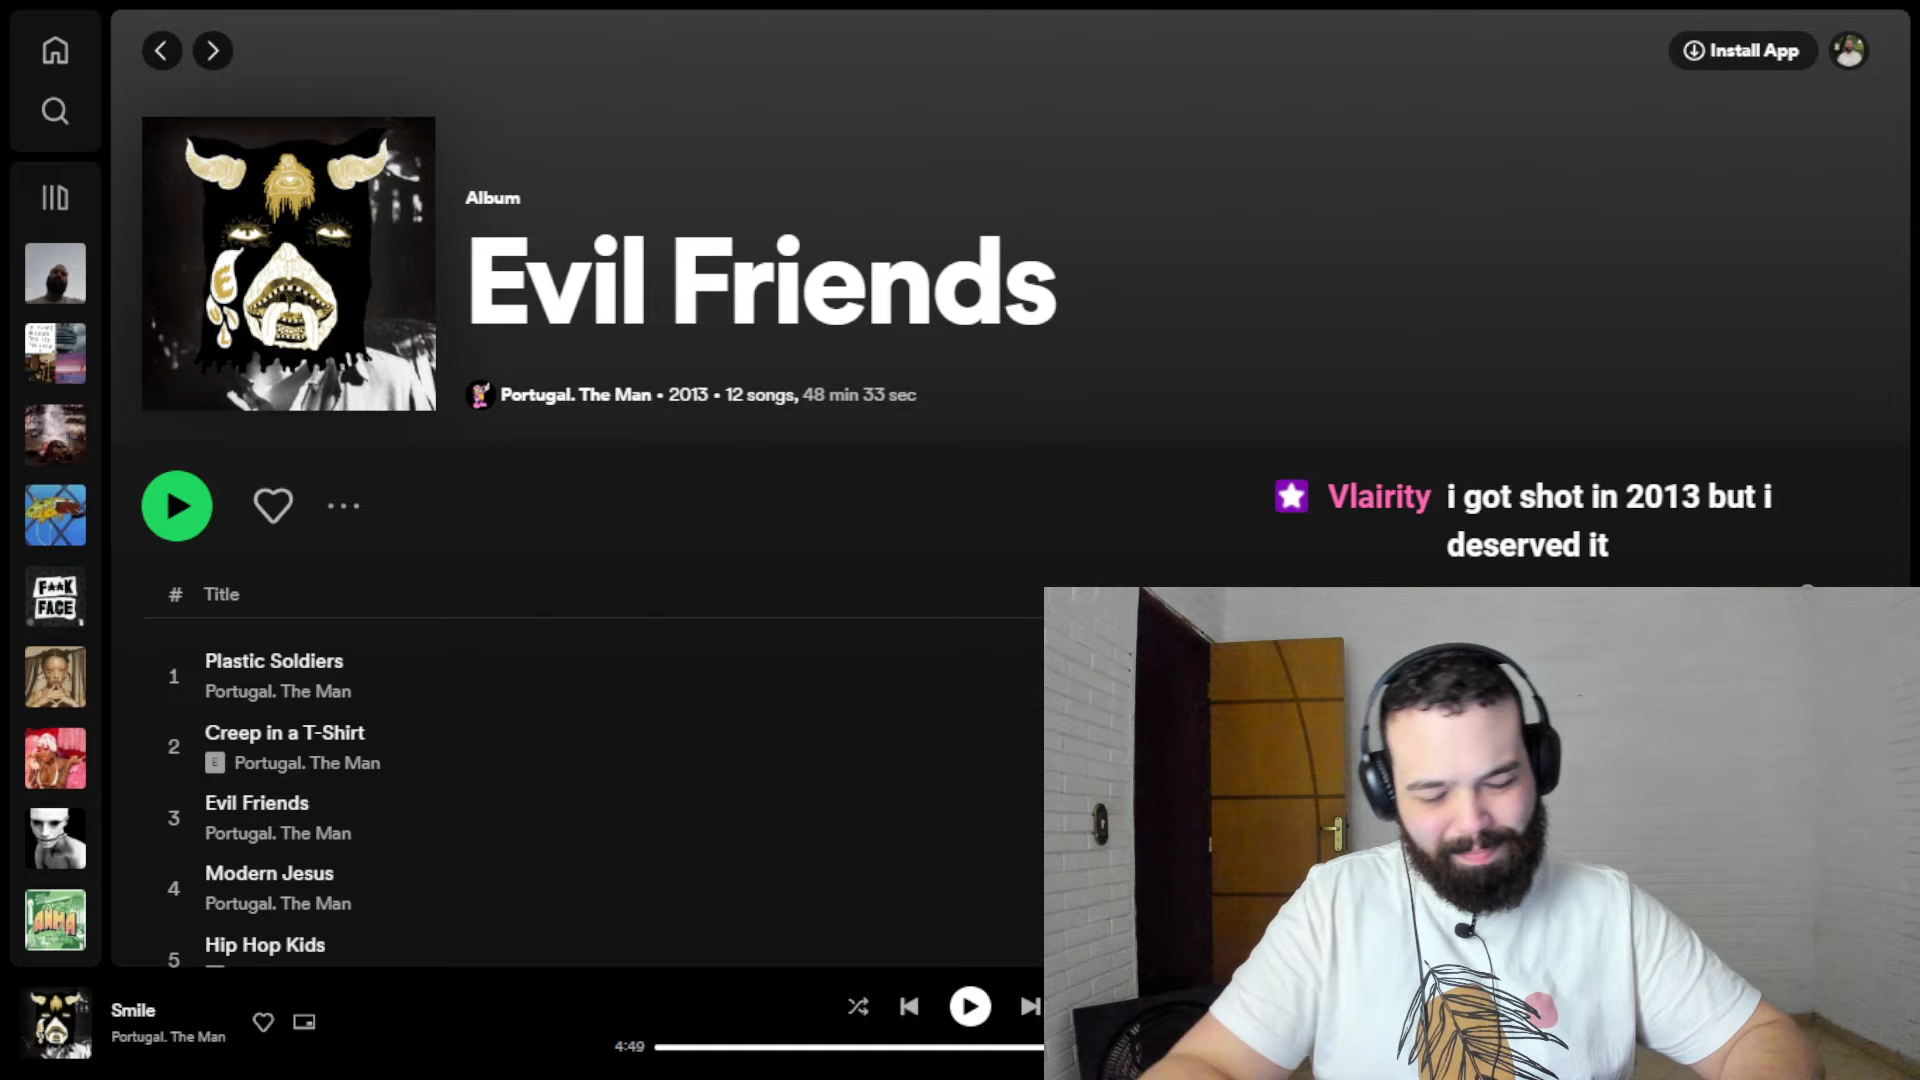 Install App
Album
Evil Friends
Portugal. The Man • 2013 • 12 songs, 48 min 33 sec
Vlairity i got shot in 2013 but i
deserved it
# Title
1 Plastic Soldiers
Portugal. The Man
2 Creep in a T-Shirt
E Portugal. The Man
3 Evil Friends
Portugal. The Man
4 Modern Jesus
Portugal. The Man
5 Hip Hop Kids
F**K
FACE
ANMA
Smile
Portugal. The Man
4:49